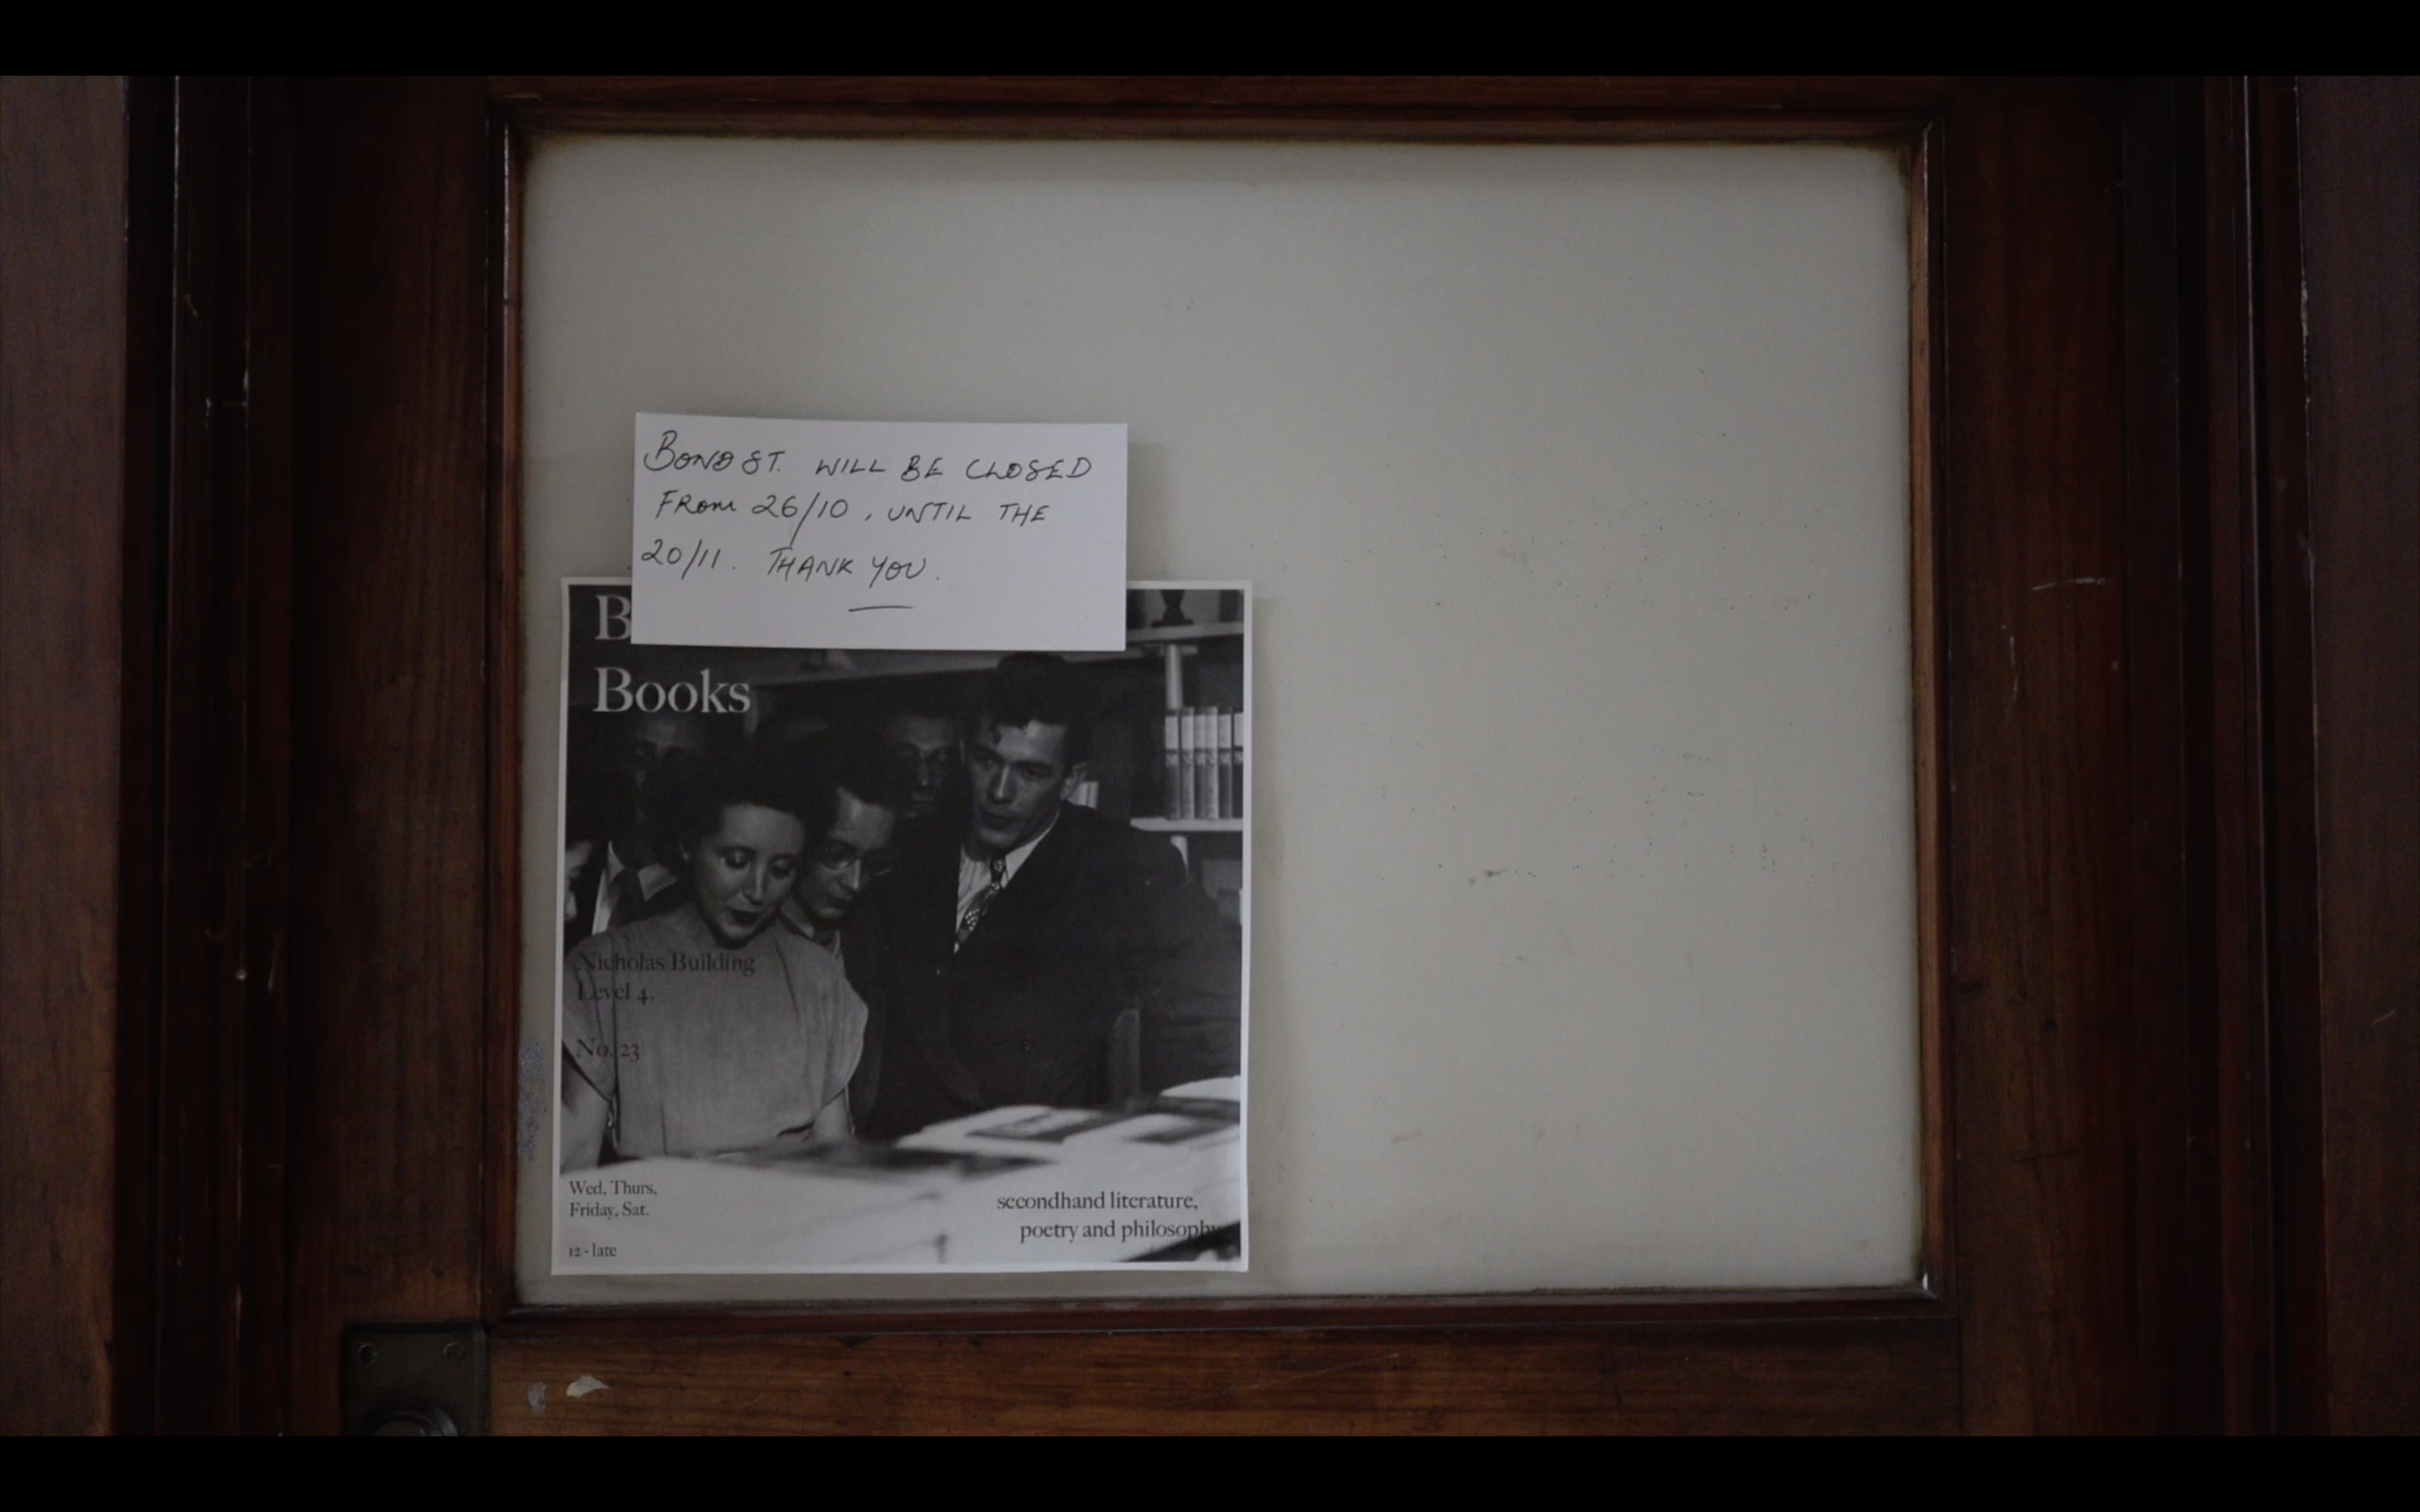 BOND ST. WILL BE CLOSED
FROM 26/10, UNTIL THE
20/11. THANK YOU.
B
Books
Nicholas Building
Level 4,
No. 23
Wed, Thurs,
Friday, Sat.
12 - late
secondhand literature,
poetry and philosophy